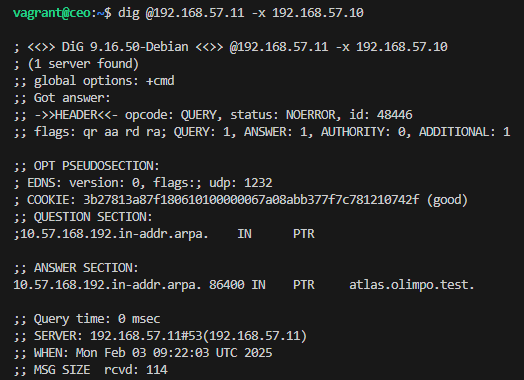 vagrant@ceo:~$ dig @192.168.57.11 -x 192.168.57.10
; <<>> DiG 9.16.50-Debian <<>> @192.168.57.11 -x 192.168.57.10
; (1 server found)
;; global options: +cmd
;; Got answer:
;; ->>HEADER<<- opcode: QUERY, status: NOERROR, id: 48446
;; flags: qr aa rd ra; QUERY: 1, ANSWER: 1, AUTHORITY: 0, ADDITIONAL: 1
;; OPT PSEUDOSECTION:
; EDNS: version: 0, flags:; udp: 1232
; COOKIE: 3b27813a87f180610100000067a08abb377f7c781210742f (good)
;; QUESTION SECTION:
;10.57.168.192.in-addr.arpa. IN PTR
;; ANSWER SECTION:
10.57.168.192.in-addr.arpa. 86400 IN PTR atlas.olimpo.test.
;; Query time: 0 msec
;; SERVER: 192.168.57.11#53(192.168.57.11)
;; WHEN: Mon Feb 03 09:22:03 UTC 2025
;; MSG SIZE rcvd: 114